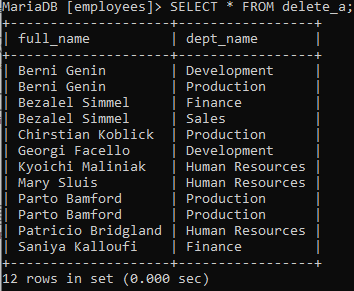 MariaDB [employees]> SELECT * FROM delete_a;
+--------------------+-----------------+
| full_name          | dept_name       |
+--------------------+-----------------+
| Berni Genin        | Development     |
| Berni Genin        | Production      |
| Bezalel Simmel     | Finance         |
| Bezalel Simmel     | Sales           |
| Chirstian Koblick  | Production      |
| Georgi Facello     | Development     |
| Kyoichi Maliniak   | Human Resources |
| Mary Sluis         | Human Resources |
| Parto Bamford      | Production      |
| Parto Bamford      | Production      |
| Patricio Bridgland | Human Resources |
| Saniya Kalloufi    | Finance         |
+--------------------+-----------------+
12 rows in set (0.000 sec)